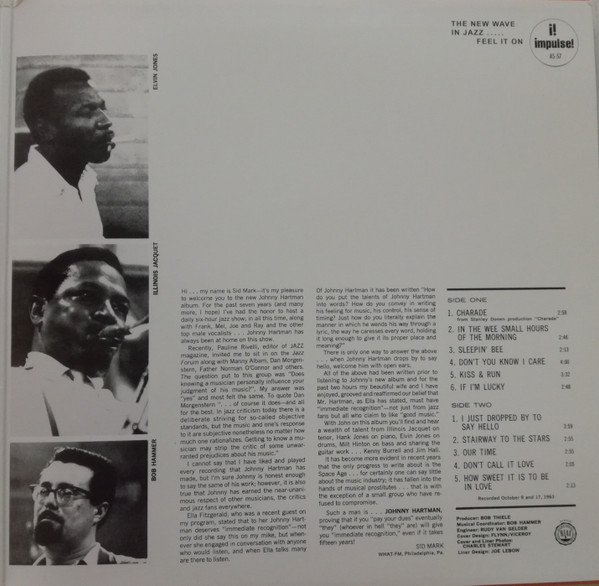 THE NEW WAVE
IN JAZZ .....
FEEL IT ON
i!
impulse!
AS-57
ELVIN JONES
ILLINOIS JACQUET
BOB HAMMER
Hi . . . my name is Sid Mark—it's my pleasure
to welcome you to the new Johnny Hartman
album. For the past seven years (and many
more, I hope) I've had the honor to host a
daily six-hour jazz show; in all this time, along
with Frank, Mel, Joe and Ray and the other
top male vocalists . . . Johnny Hartman has
always been at home on this show.
Recently, Pauline Rivelli, editor of JAZZ
magazine, invited me to sit in on the Jazz
Forum along with Manny Albam, Dan Morgen-
stern, Father Norman O'Connor and others.
The question put to this group was "Does
knowing a musician personally influence your
judgment of his music?". My answer was
"yes" and most felt the same. To quote Dan
Morgenstern ". . . of course it does—and all
for the best. In jazz criticism today there is a
deliberate striving for so-called objective
standards, but the music and one's response
to it are subjective nonetheless no matter how
much one rationalizes. Getting to know a mu-
sician may strip the critic of some unwar-
ranted prejudices about his music."
I cannot say that I have liked and played
every recording that Johnny Hartman has
made, but I'm sure Johnny is honest enough
to say the same of his work; however, it is also
true that Johnny has earned the near-unani-
mous respect of other musicians, the critics
and jazz fans everywhere.
Ella Fitzgerald, who was a recent guest on
my program, stated that to her Johnny Hart-
man deserves "immediate recognition"—not
only did she say this on my mike, but when-
ever she engaged in conversation with anyone
who would listen, and when Ella talks many
are friend to listen.
Of Johnny Hartman it has been written "How
do you put the talents of Johnny Hartman
into words? How do you convey in writing
his feeling for music, his control, his sense of
timing? Just how do you literally explain the
manner in which he wends his way through a
lyric, the way he caresses every word, holding
it long enough to give it its proper place and
meaning?"
There is only one way to answer the above
. . . when Johnny Hartman drops by to say
hello, welcome him with open ears.
All of the above had been written prior to
listening to Johnny's new album and for the
past two hours my beautiful wife and I have
enjoyed, grooved and reaffirmed our belief that
Mr. Hartman, as Ella has stated, must have
"immediate recognition"—not just from jazz
fans but all who claim to like "good music."
With John on this album you'll find and hear
a wealth of talent from Illinois Jacquet on
tenor, Hank Jones on piano, Elvin Jones on
drums, Milt Hinton on bass and sharing the
guitar work . . . Kenny Burrell and Jim Hall.
It has become more evident in recent years
that the only progress to write about is the
Space Age . . . for certainly one can say little
about the music industry; it has fallen into the
hands of musical prostitutes . . . that is with
the exception of a small group who have re-
fused to compromise.
Such a man is . . . JOHNNY HARTMAN,
proving that if you "pay your dues" eventually
"they" (whoever in hell "they" are) will give
you "immediate recognition," even if it takes
fifteen years!
SID MARK
WHAT-FM, Philadelphia, Pa.
SIDE ONE
1. CHARADE 2:38
from Stanley Donen production "Charade"
2. IN THE WEE SMALL HOURS
OF THE MORNING 2:46
3. SLEEPIN' BEE 2:13
4. DON'T YOU KNOW I CARE 4:30
5. KISS & RUN 3:32
6. IF I'M LUCKY 2:48
SIDE TWO
1. I JUST DROPPED BY TO
SAY HELLO
2. STAIRWAY TO THE STARS
3. OUR TIME
4. DON'T CALL IT LOVE
5. HOW SWEET IT IS TO BE
IN LOVE 2:13
Recorded October 9 and 17, 1963
Producer: BOB THIELE
Musical Coordinator: BOB HAMMER
Engineer: RUDY VAN GELDER
Cover Design: FLYNN/VICEROY
Cover and Liner Photos:
CHARLES STEWART
Liner Design: JOE LEBOW